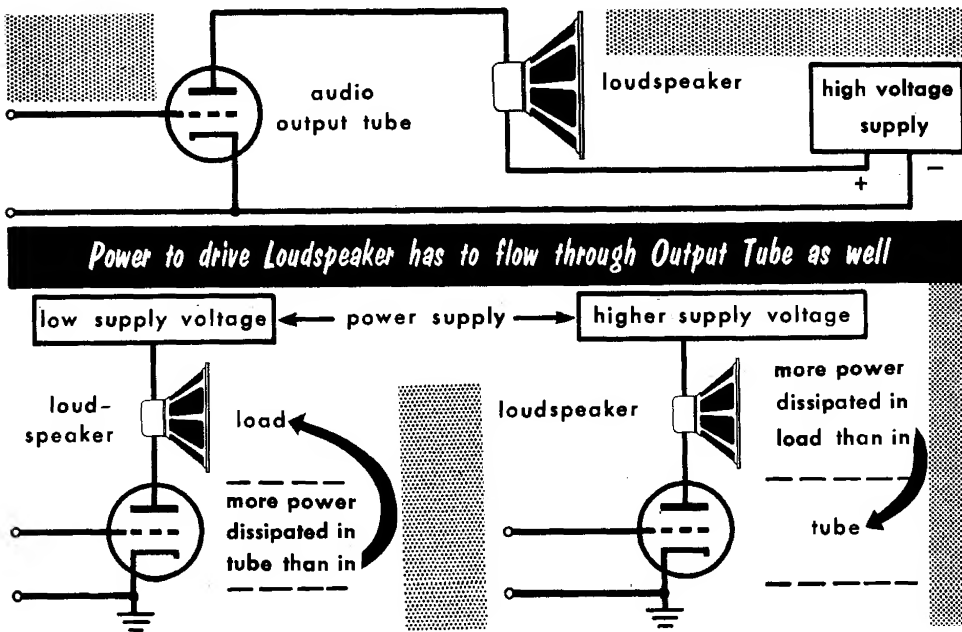 audio
output tube
loudspeaker
high voltage
supply
+ −
Power to drive Loudspeaker has to flow through Output Tube as well
low supply voltage
power supply
higher supply voltage
loud-
speaker
load
more power
dissipated in
tube than in
loudspeaker
more power
dissipated in
load than in
tube